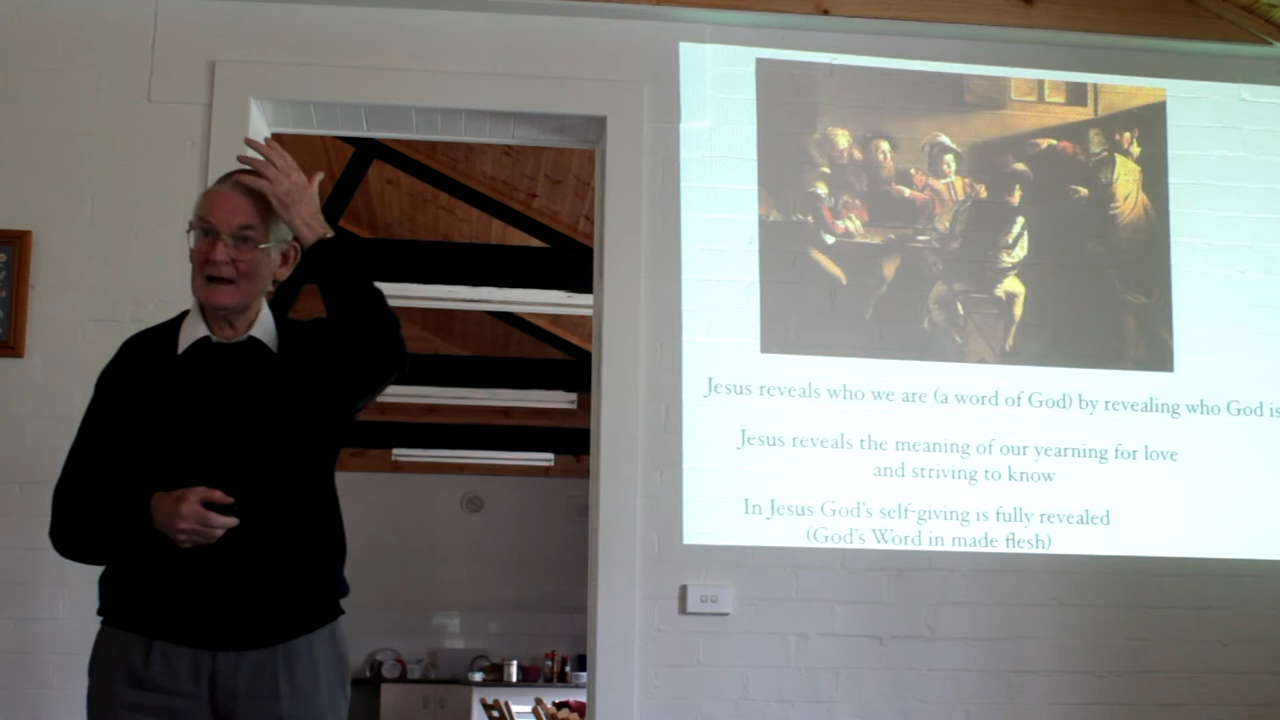 Jesus reveals who we are (a word of God) by revealing who God is
Jesus reveals the meaning of our yearning for love
and striving to know
In Jesus God's self-giving is fully revealed
(God's Word in made flesh)